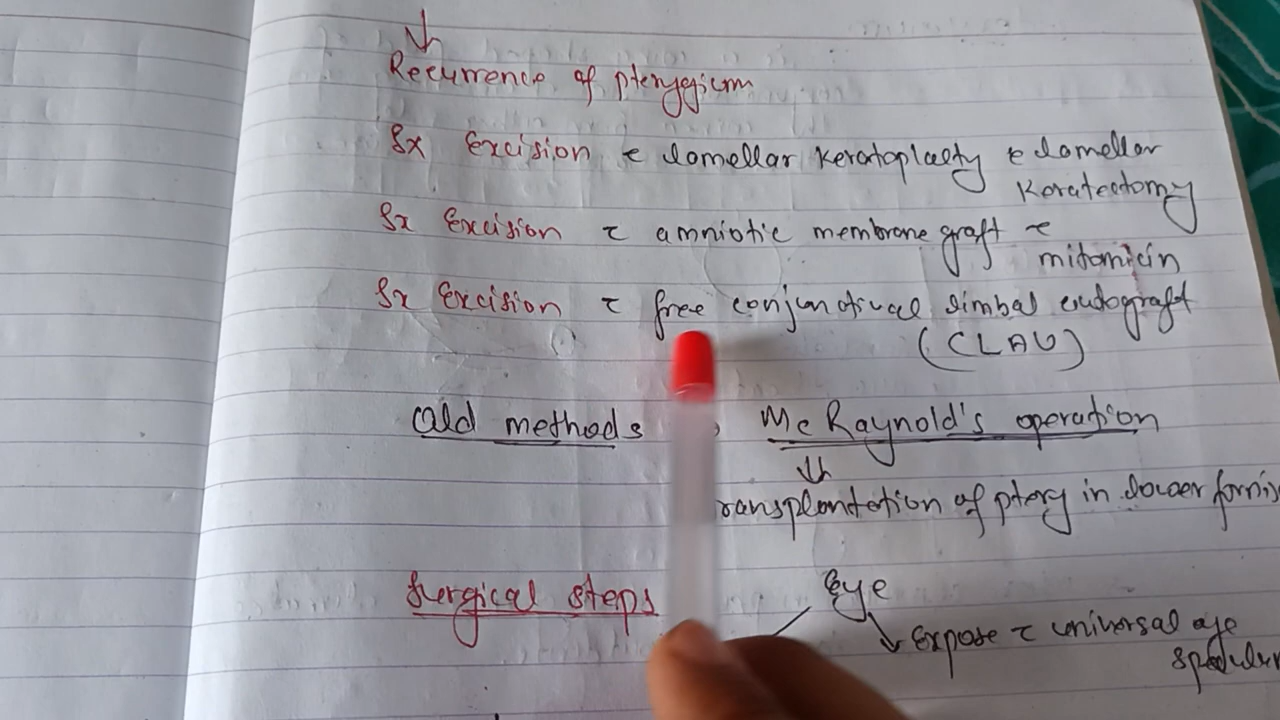 Recurrence of pterygium
Sx Excision c lamellar keratoplasty c lamellar
Keratectomy
Sx Excision c amniotic membrane graft c
mitomicin
Sx Excision c free conjunctival limbal autograft
(CLAU)
Old methods Mc Raynold's operation
ransplantation of ptery in lower fornix
Surgical steps Eye
Expose c universal eye
speculum